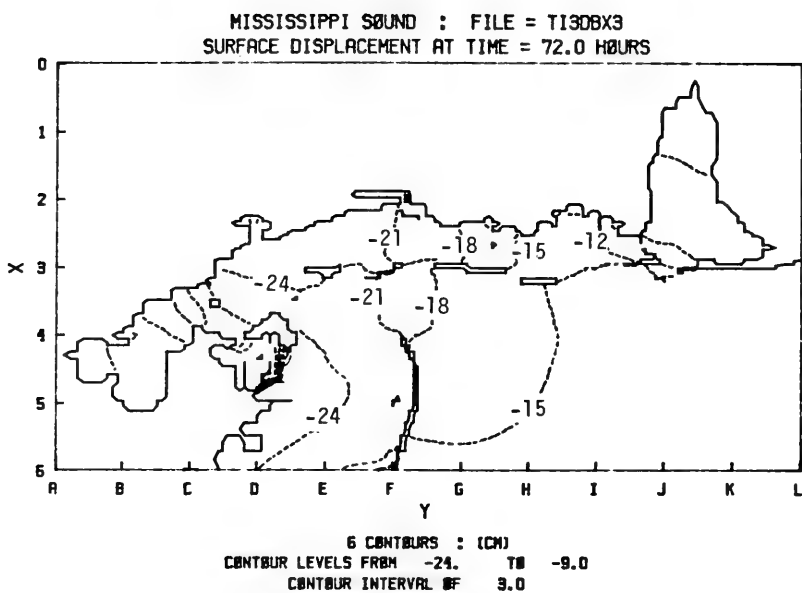 MISSISSIPPI SØUND : FILE = TI3DBX3
SURFACE DISPLACEMENT AT TIME = 72.0 HØURS
0
1
2
3
4
5
6
X
-21
-18
-15
-12
-24
-21
-18
-24
-15
A B C D E F G H I J K L
Y
6 CØNTØURS : (CM)
CØNTØUR LEVELS FRØM -24. TØ -9.0
CØNTØUR INTERVAL ØF 3.0